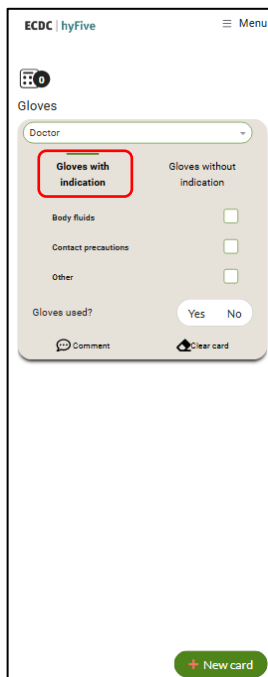 ECDC | hyFive ≡ Menu
0
Gloves
Doctor
Gloves with indication Gloves without indication
Body fluids
Contact precautions
Other
Gloves used? Yes No
Comment Clear card
+ New card